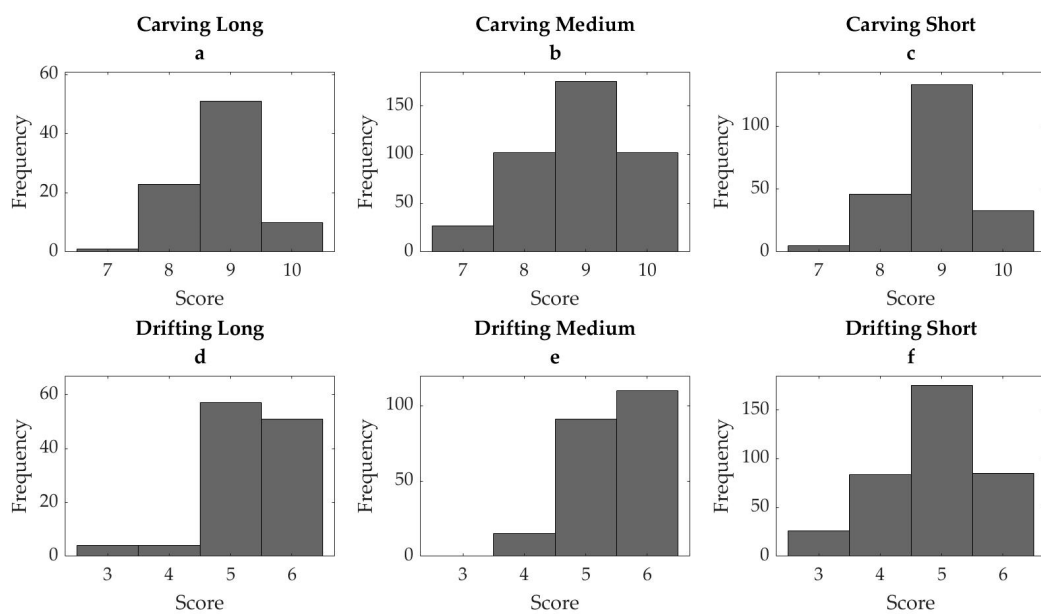 Carving Long
a
60
40
20
0
Frequency
7 8 9 10
Score
Carving Medium
b
150
100
50
0
Frequency
7 8 9 10
Score
Carving Short
c
100
50
0
Frequency
7 8 9 10
Score
Drifting Long
d
60
40
20
0
Frequency
3 4 5 6
Score
Drifting Medium
e
100
50
0
Frequency
3 4 5 6
Score
Drifting Short
f
150
100
50
0
Frequency
3 4 5 6
Score